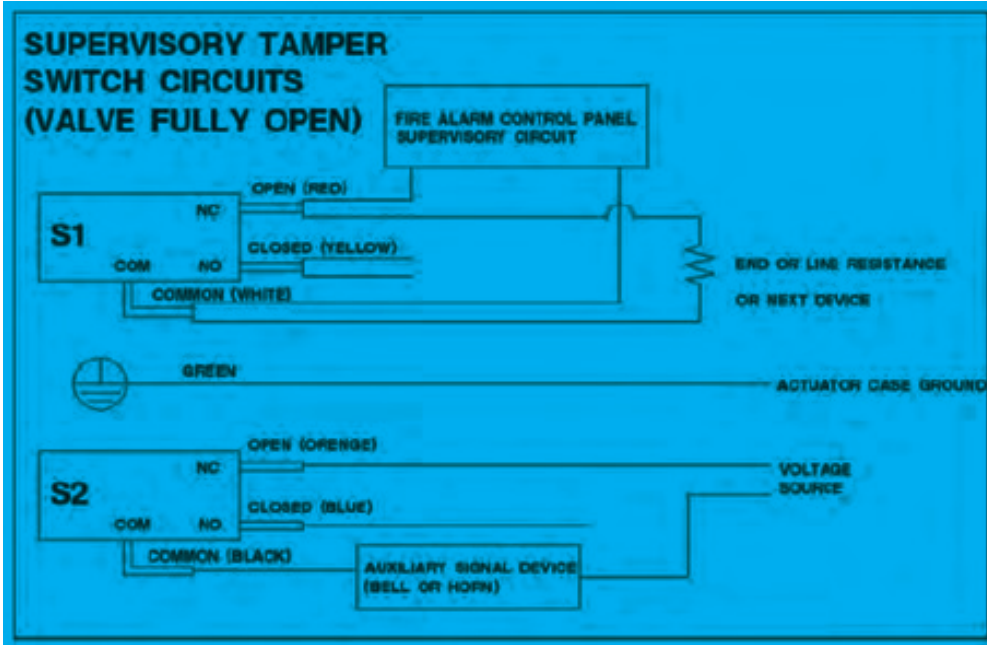 SUPERVISORY TAMPER
SWITCH CIRCUITS
(VALVE FULLY OPEN)
FIRE ALARM CONTROL PANEL
SUPERVISORY CIRCUIT
OPEN (RED)
NC
S1
CLOSED (YELLOW)
COM
NO
COMMON (WHITE)
END OR LINE RESISTANCE
OR NEXT DEVICE
GREEN
ACTUATOR CASE GROUND
OPEN (ORENGE)
NC
VOLTAGE
SOURCE
S2
CLOSED (BLUE)
COM
NO
COMMON (BLACK)
AUXILIARY SIGNAL DEVICE
(BELL OR HORN)